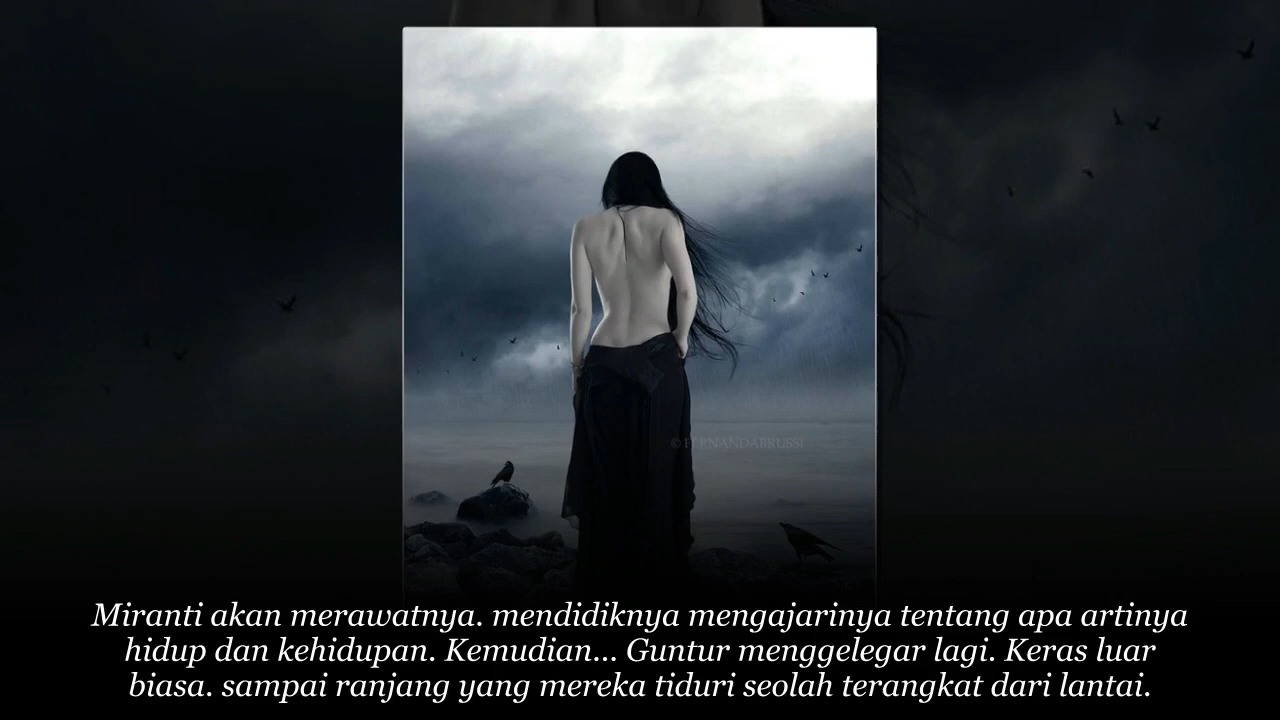 © FERNANDABRUSSI
Miranti akan merawatnya. mendidiknya mengajarinya tentang apa artinya
hidup dan kehidupan. Kemudian... Guntur menggelegar lagi. Keras luar
biasa. sampai ranjang yang mereka tiduri seolah terangkat dari lantai.